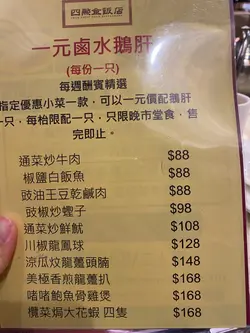 四季金飯店
一元鹵水鵝肝
(每份一只)
每週酬賓精選
指定優惠小菜一款，可以一元價配鵝肝
一只，每枱限配一只，只限晚市堂食，售
完即止。
通菜炒牛肉 $88
椒鹽白飯魚 $88
豉油王豆乾鹹肉 $88
豉椒炒蟶子 $98
通菜炒鮮魷 $108
川椒龍鳳球 $128
涼瓜炆龍躉頭腩 $148
美極香煎龍躉扒 $168
啫啫鮑魚骨雞煲 $168
欖菜焗大花蝦 四隻 $168